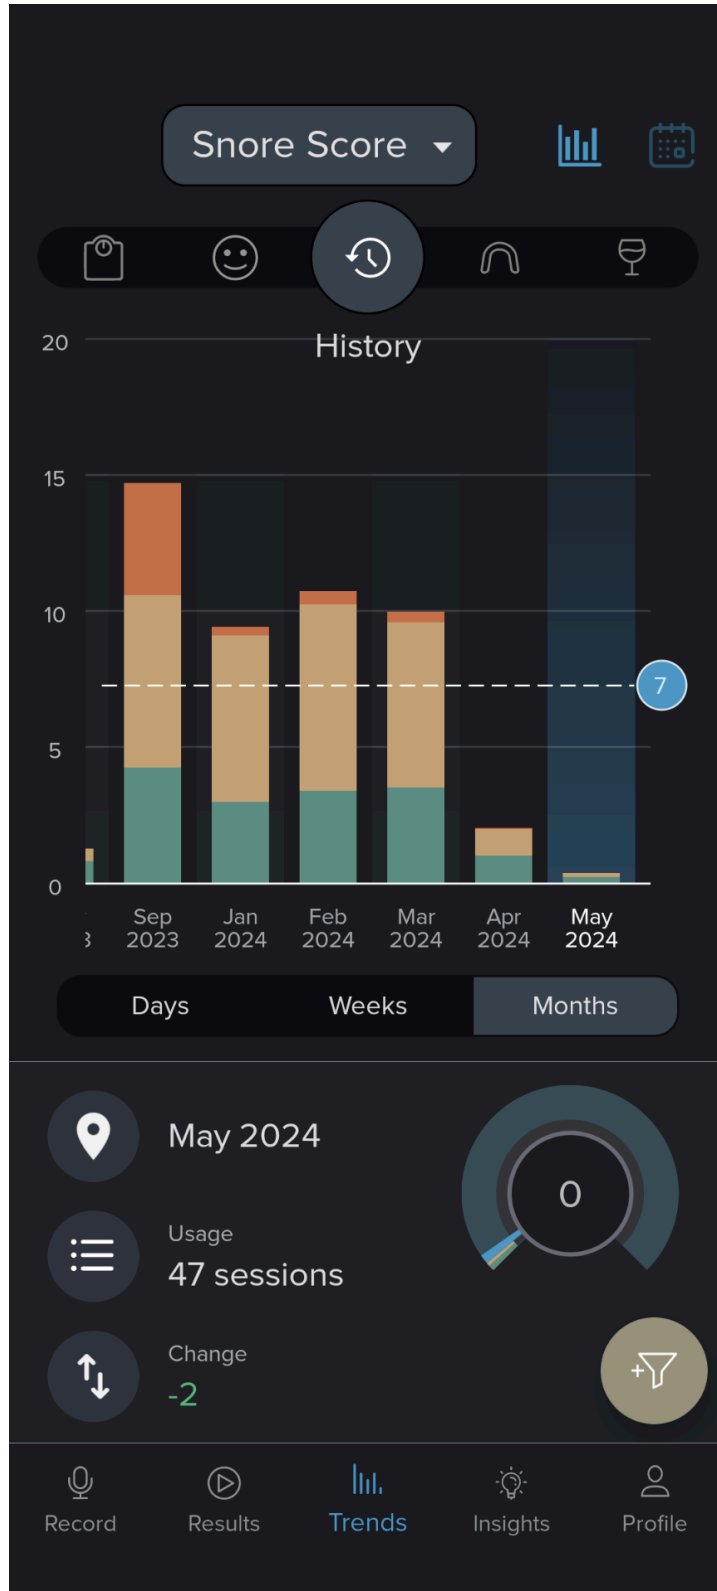 Snore Score
History
20
15
10
7
5
0
Sep
2023
Jan
2024
Feb
2024
Mar
2024
Apr
2024
May
2024
Days
Weeks
Months
May 2024
0
Usage
47 sessions
Change
-2
Record
Results
Trends
Insights
Profile